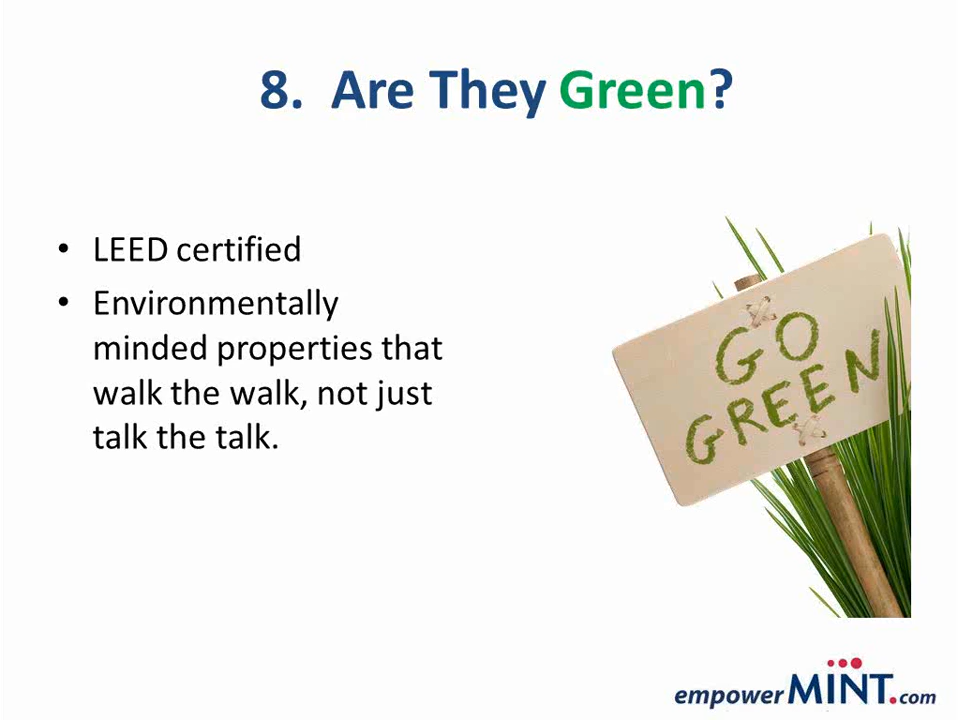 8. Are They Green?
• LEED certified
• Environmentally
minded properties that
walk the walk, not just
talk the talk.
GO
GREEN
empowerMINT.com